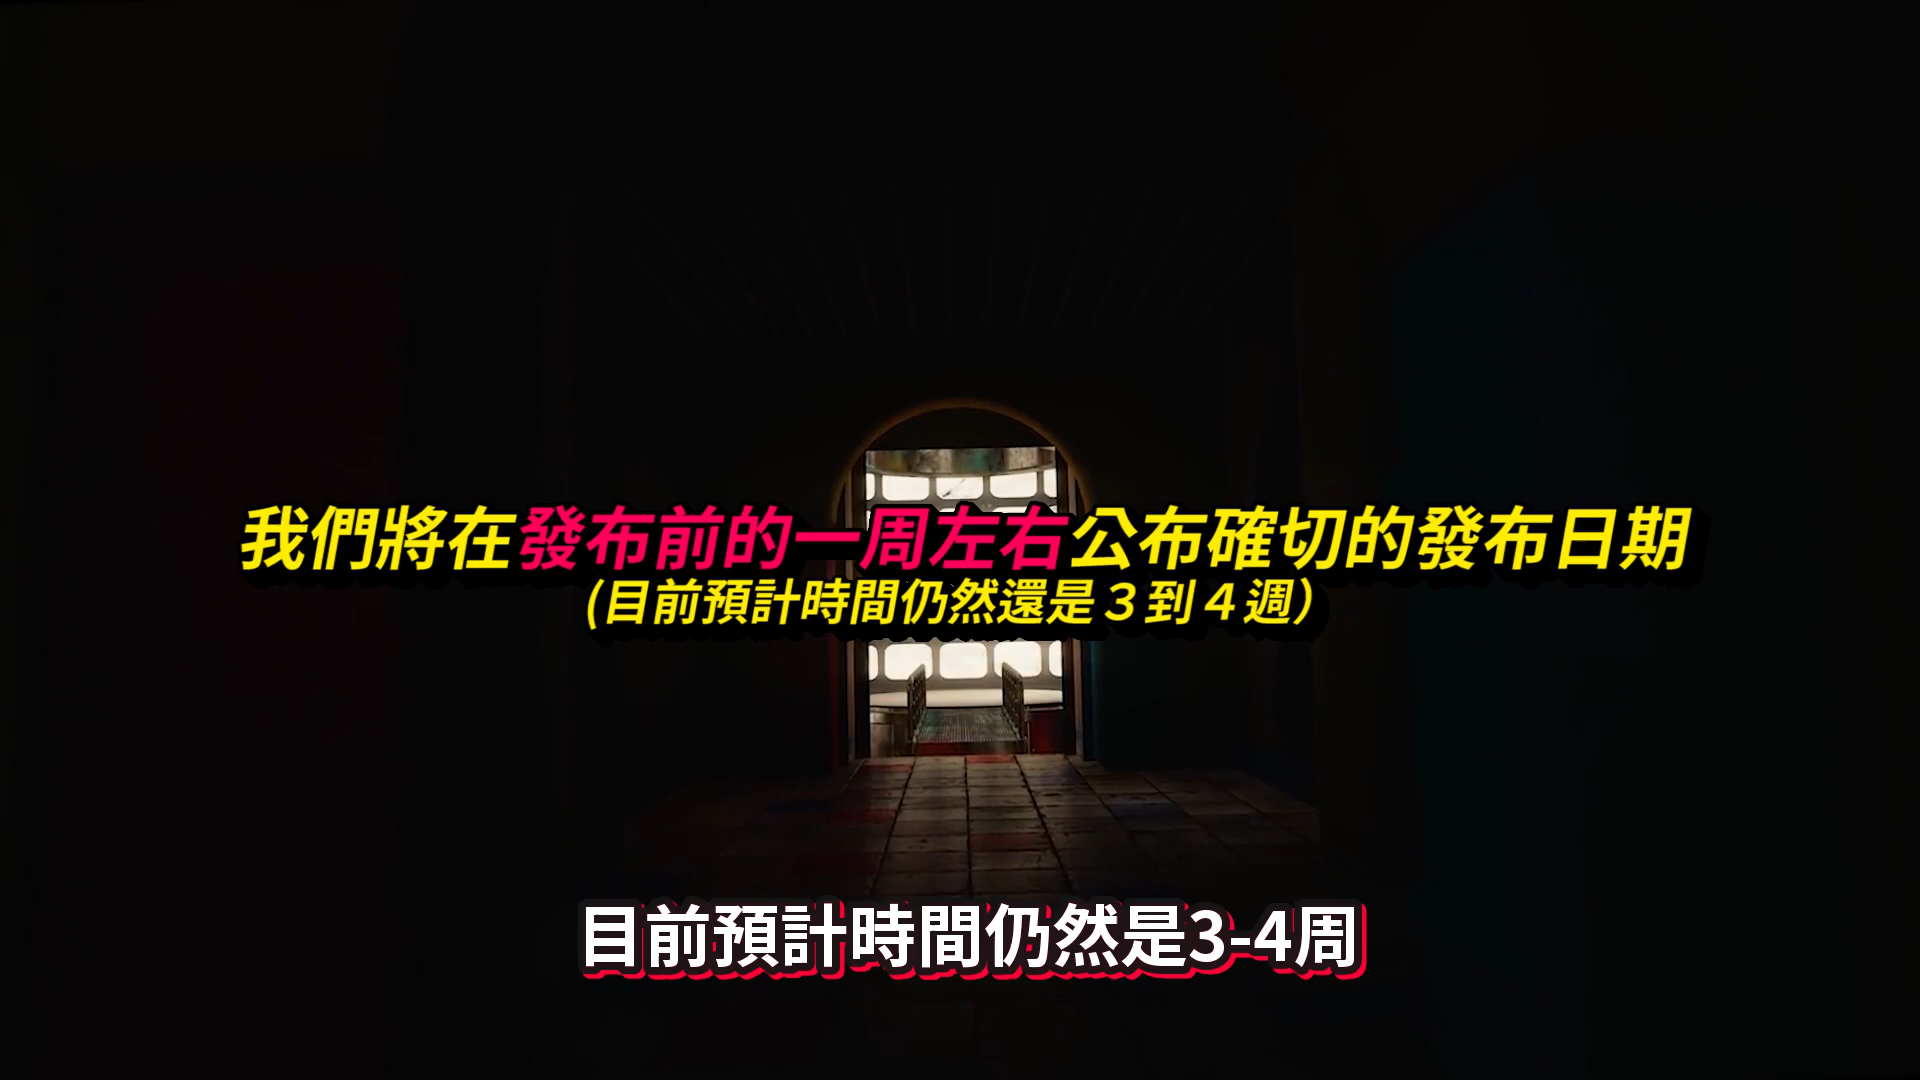 我們將在發布前的一周左右公布確切的發布日期
(目前預計時間仍然還是３到４週）
目前預計時間仍然是3-4周